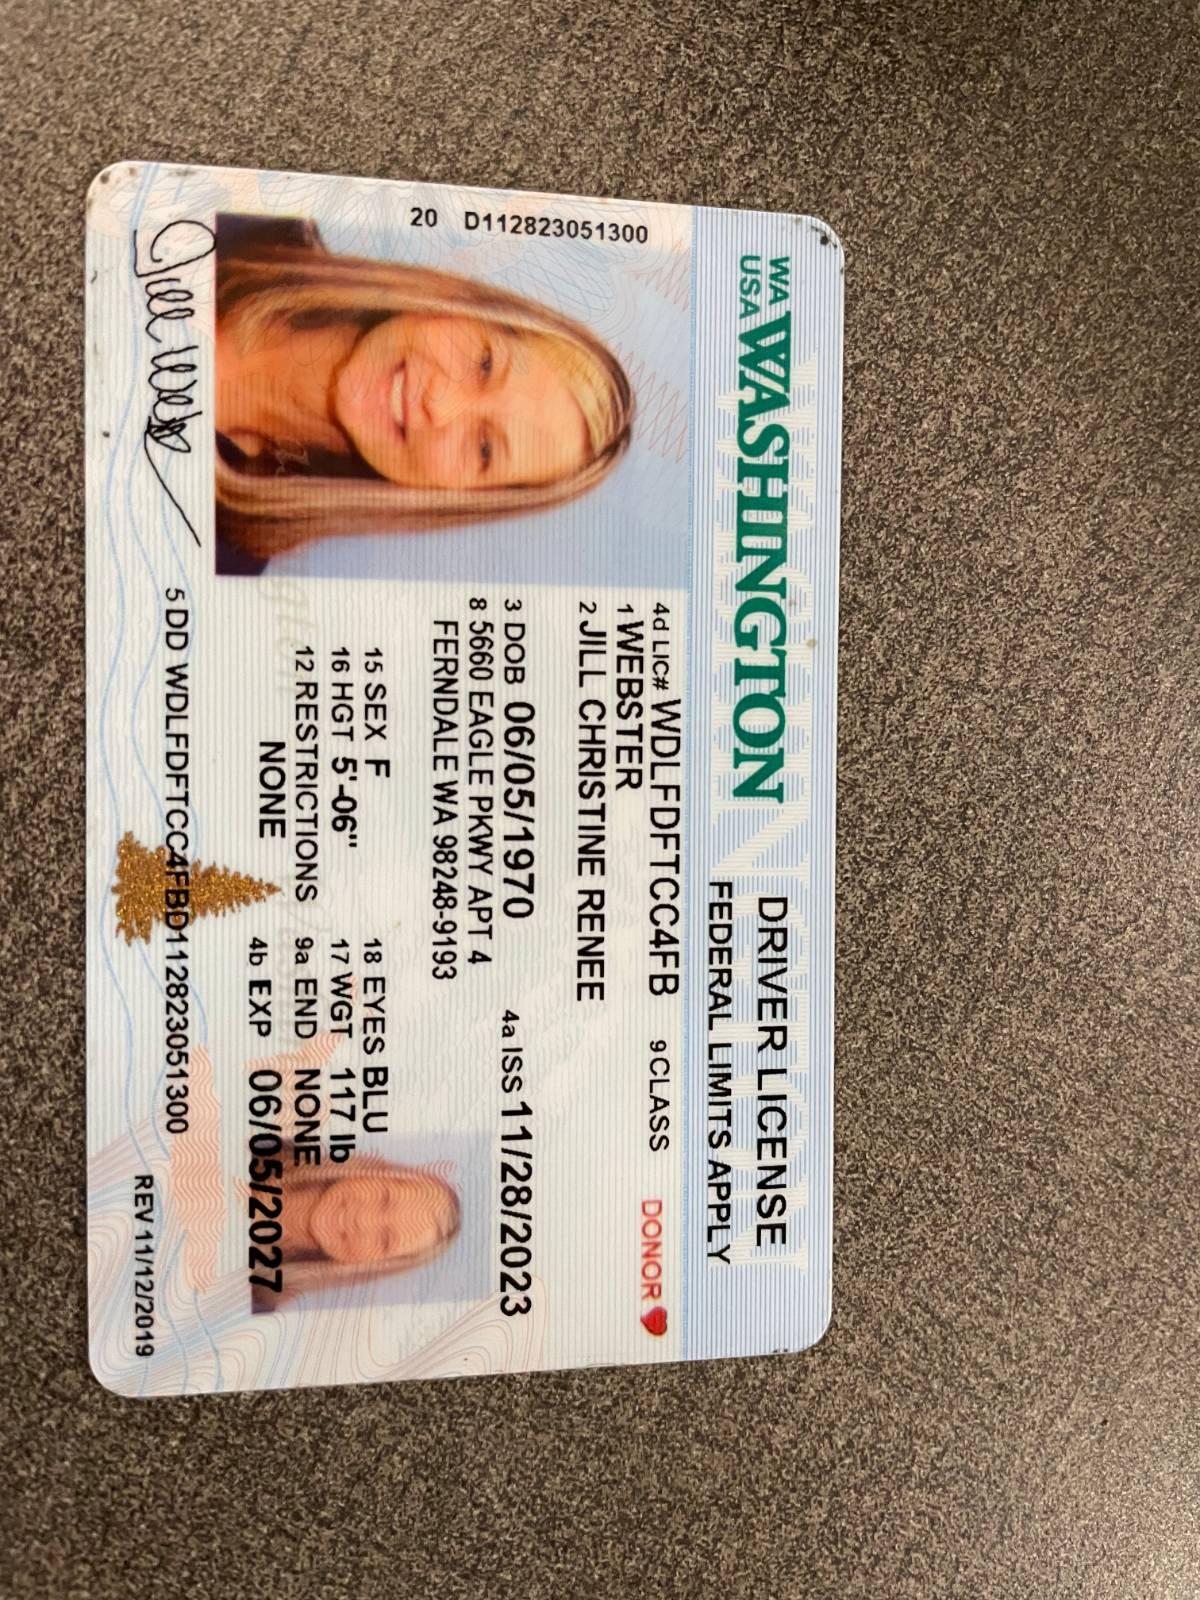 WA USA WASHINGTON DRIVER LICENSE
FEDERAL LIMITS APPLY
20 D112823051300
4d LIC# WDLFDFTCC4FB 9 CLASS DONOR
1 WEBSTER
2 JILL CHRISTINE RENEE
3 DOB 06/05/1970 4a ISS 11/28/2023
8 5660 EAGLE PKWY APT 4
FERNDALE WA 98248-9193
15 SEX F 18 EYES BLU
16 HGT 5'-06" 17 WGT 117 lb
12 RESTRICTIONS 9a END NONE
NONE 4b EXP 06/05/2027
Jill Webster
5 DD WDLFDFTCC4FBD112823051300
REV 11/12/2019